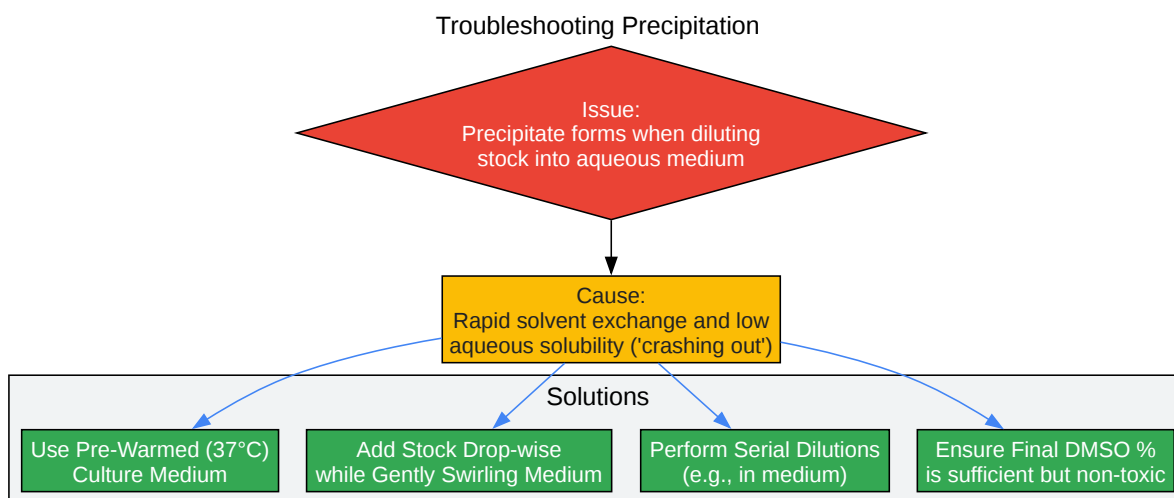 Troubleshooting Precipitation
Issue:
Precipitate forms when diluting
stock into aqueous medium
Cause:
Rapid solvent exchange and low
aqueous solubility ('crashing out')
Solutions
Use Pre-Warmed (37°C)
Culture Medium
Add Stock Drop-wise
while Gently Swirling Medium
Perform Serial Dilutions
(e.g., in medium)
Ensure Final DMSO %
is sufficient but non-toxic